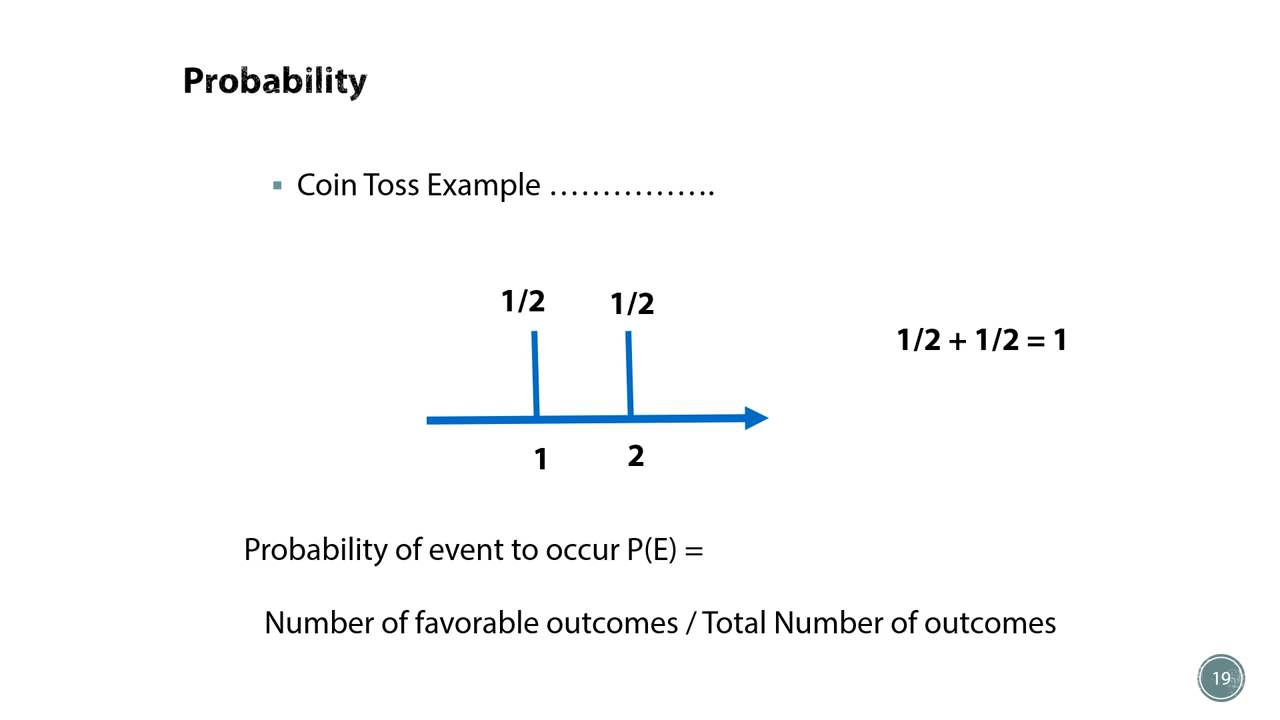 Probability
▪ Coin Toss Example …………….
1/2 1/2
1/2 + 1/2 = 1
1 2
Probability of event to occur P(E) =
Number of favorable outcomes / Total Number of outcomes
19